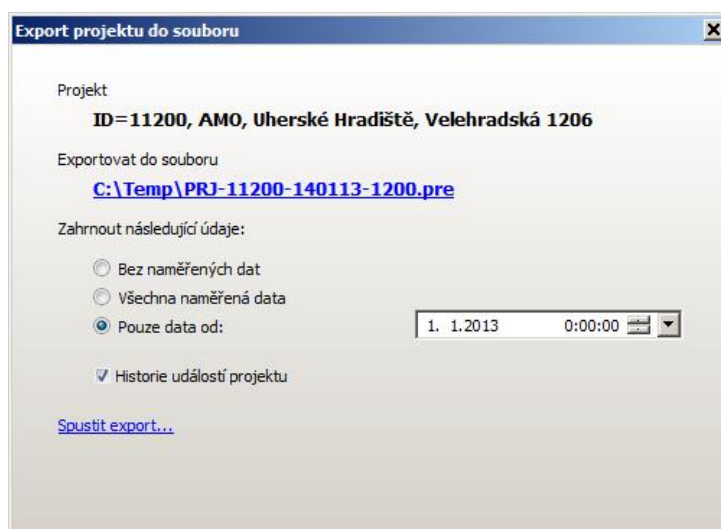 Export projektu do souboru
Projekt
ID=11200, AMO, Uherské Hradiště, Velehradská 1206
Exportovat do souboru
C:\Temp\PRJ-11200-140113-1200.pre
Zahrnout následující údaje:
Bez naměřených dat
Všechna naměřená data
Pouze data od: 1. 1.2013 0:00:00
Historie událostí projektu
Spustit export...